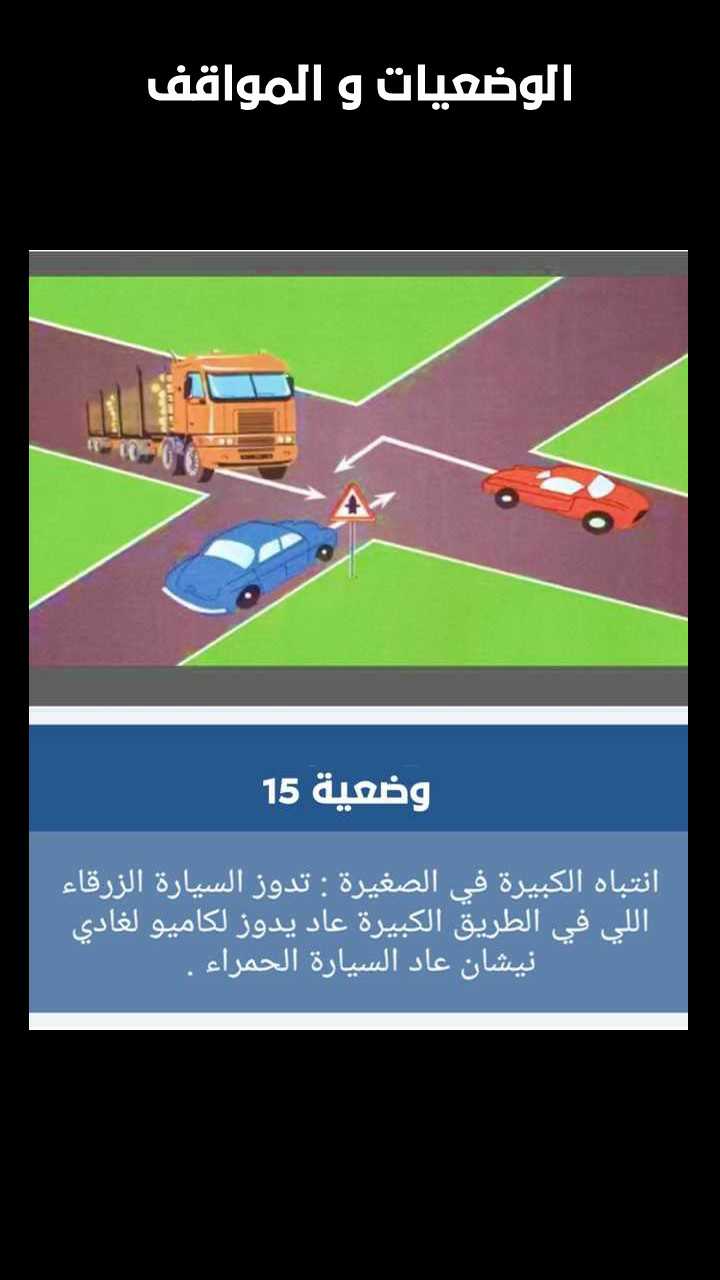 الوضعيات و المواقف
وضعية 15
انتباه الكبيرة في الصغيرة : تدوز السيارة الزرقاء
اللي في الطريق الكبيرة عاد يدوز لكاميو لغادي
نيشان عاد السيارة الحمراء .